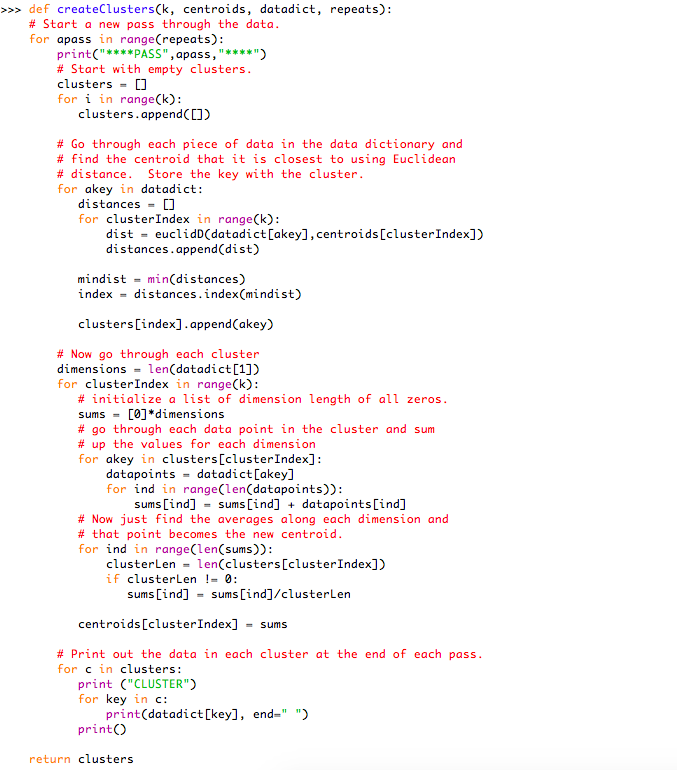 >>> def createClusters(k, centroids, datadict, repeats):
    # Start a new pass through the data.
    for apass in range(repeats):
        print("****PASS",apass,"****")
        # Start with empty clusters.
        clusters = []
        for i in range(k):
           clusters.append([])

        # Go through each piece of data in the data dictionary and
        # find the centroid that it is closest to using Euclidean
        # distance.  Store the key with the cluster.
        for akey in datadict:
           distances = []
           for clusterIndex in range(k):
               dist = euclidD(datadict[akey],centroids[clusterIndex])
               distances.append(dist)

           mindist = min(distances)
           index = distances.index(mindist)

           clusters[index].append(akey)

        # Now go through each cluster
        dimensions = len(datadict[1])
        for clusterIndex in range(k):
           # initialize a list of dimension length of all zeros.
           sums = [0]*dimensions
           # go through each data point in the cluster and sum
           # up the values for each dimension
           for akey in clusters[clusterIndex]:
               datapoints = datadict[akey]
               for ind in range(len(datapoints)):
                   sums[ind] = sums[ind] + datapoints[ind]
           # Now just find the averages along each dimension and
           # that point becomes the new centroid.
           for ind in range(len(sums)):
               clusterLen = len(clusters[clusterIndex])
               if clusterLen != 0:
                  sums[ind] = sums[ind]/clusterLen

           centroids[clusterIndex] = sums

        # Print out the data in each cluster at the end of each pass.
        for c in clusters:
           print ("CLUSTER")
           for key in c:
               print(datadict[key], end=" ")
           print()

    return clusters